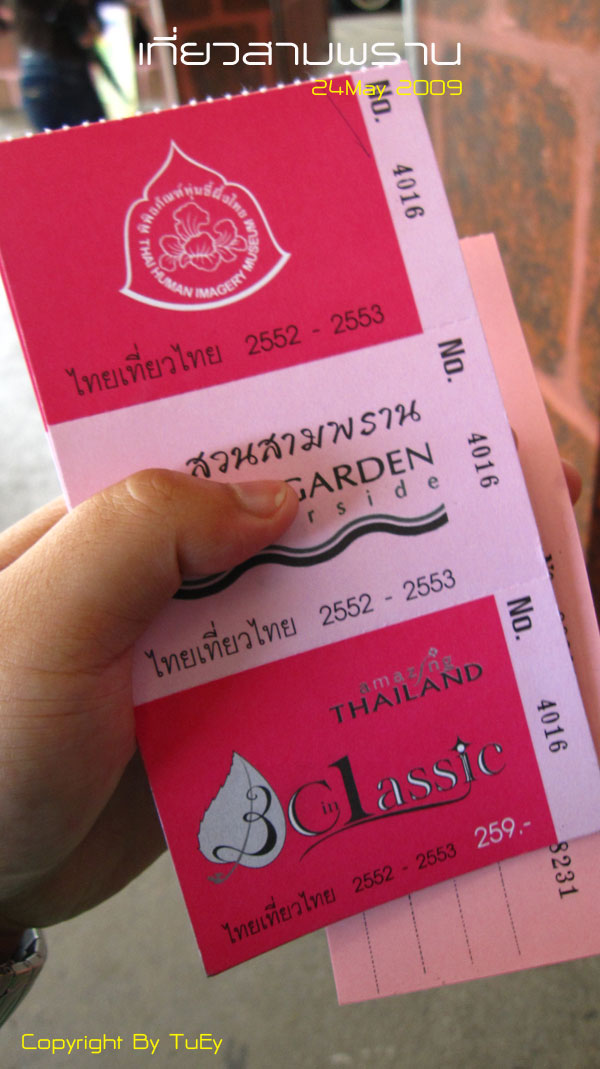 เที่ยวสามพราน
24May 2009
No.
4016
พิพิธภัณฑ์หุ่นขี้ผึ้งไทย
THAI HUMAN IMAGERY MUSEUM
ไทยเที่ยวไทย 2552 - 2553
No.
4016
สวนสามพราน
GARDEN
r s i d e
ไทยเที่ยวไทย 2552 - 2553
No.
4016
amazing
THAILAND
3 in 1 Classic
259.-
ไทยเที่ยวไทย 2552 - 2553
8231
Copyright By TuEy